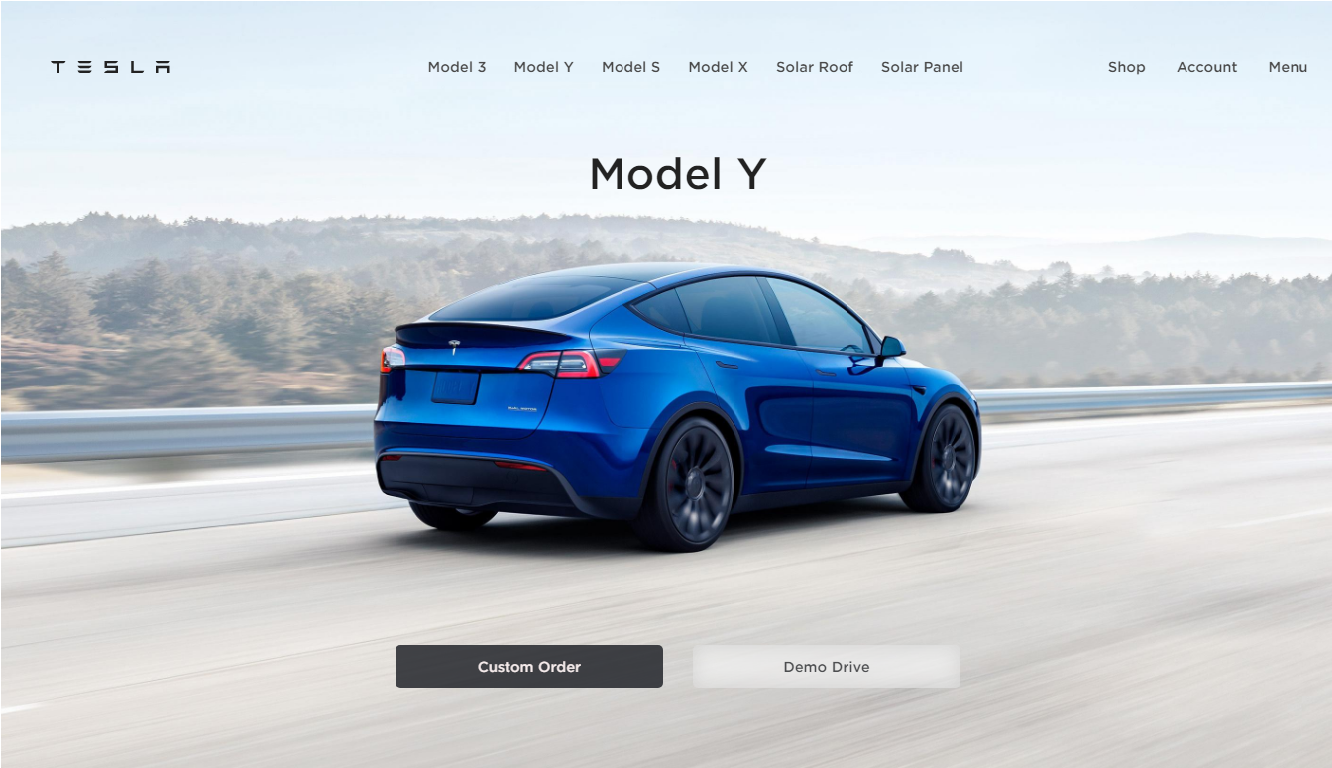 TESLA
Model 3 Model Y Model S Model X Solar Roof Solar Panel
Shop Account Menu
Model Y
Custom Order
Demo Drive